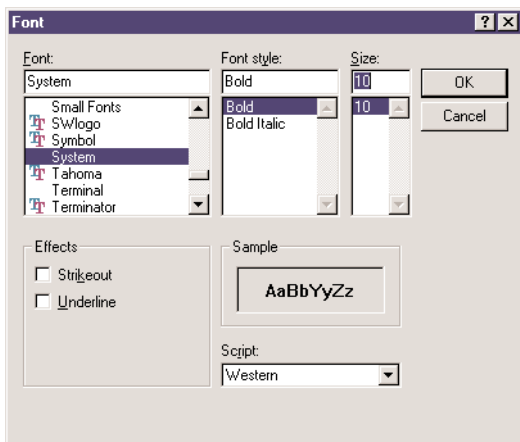 Font
Font:
System
Small Fonts
SWlogo
Symbol
System
Tahoma
Terminal
Terminator
Font style:
Bold
Bold
Bold Italic
Size:
10
10
OK
Cancel
Effects
Strikeout
Underline
Sample
AaBbYyZz
Script:
Western